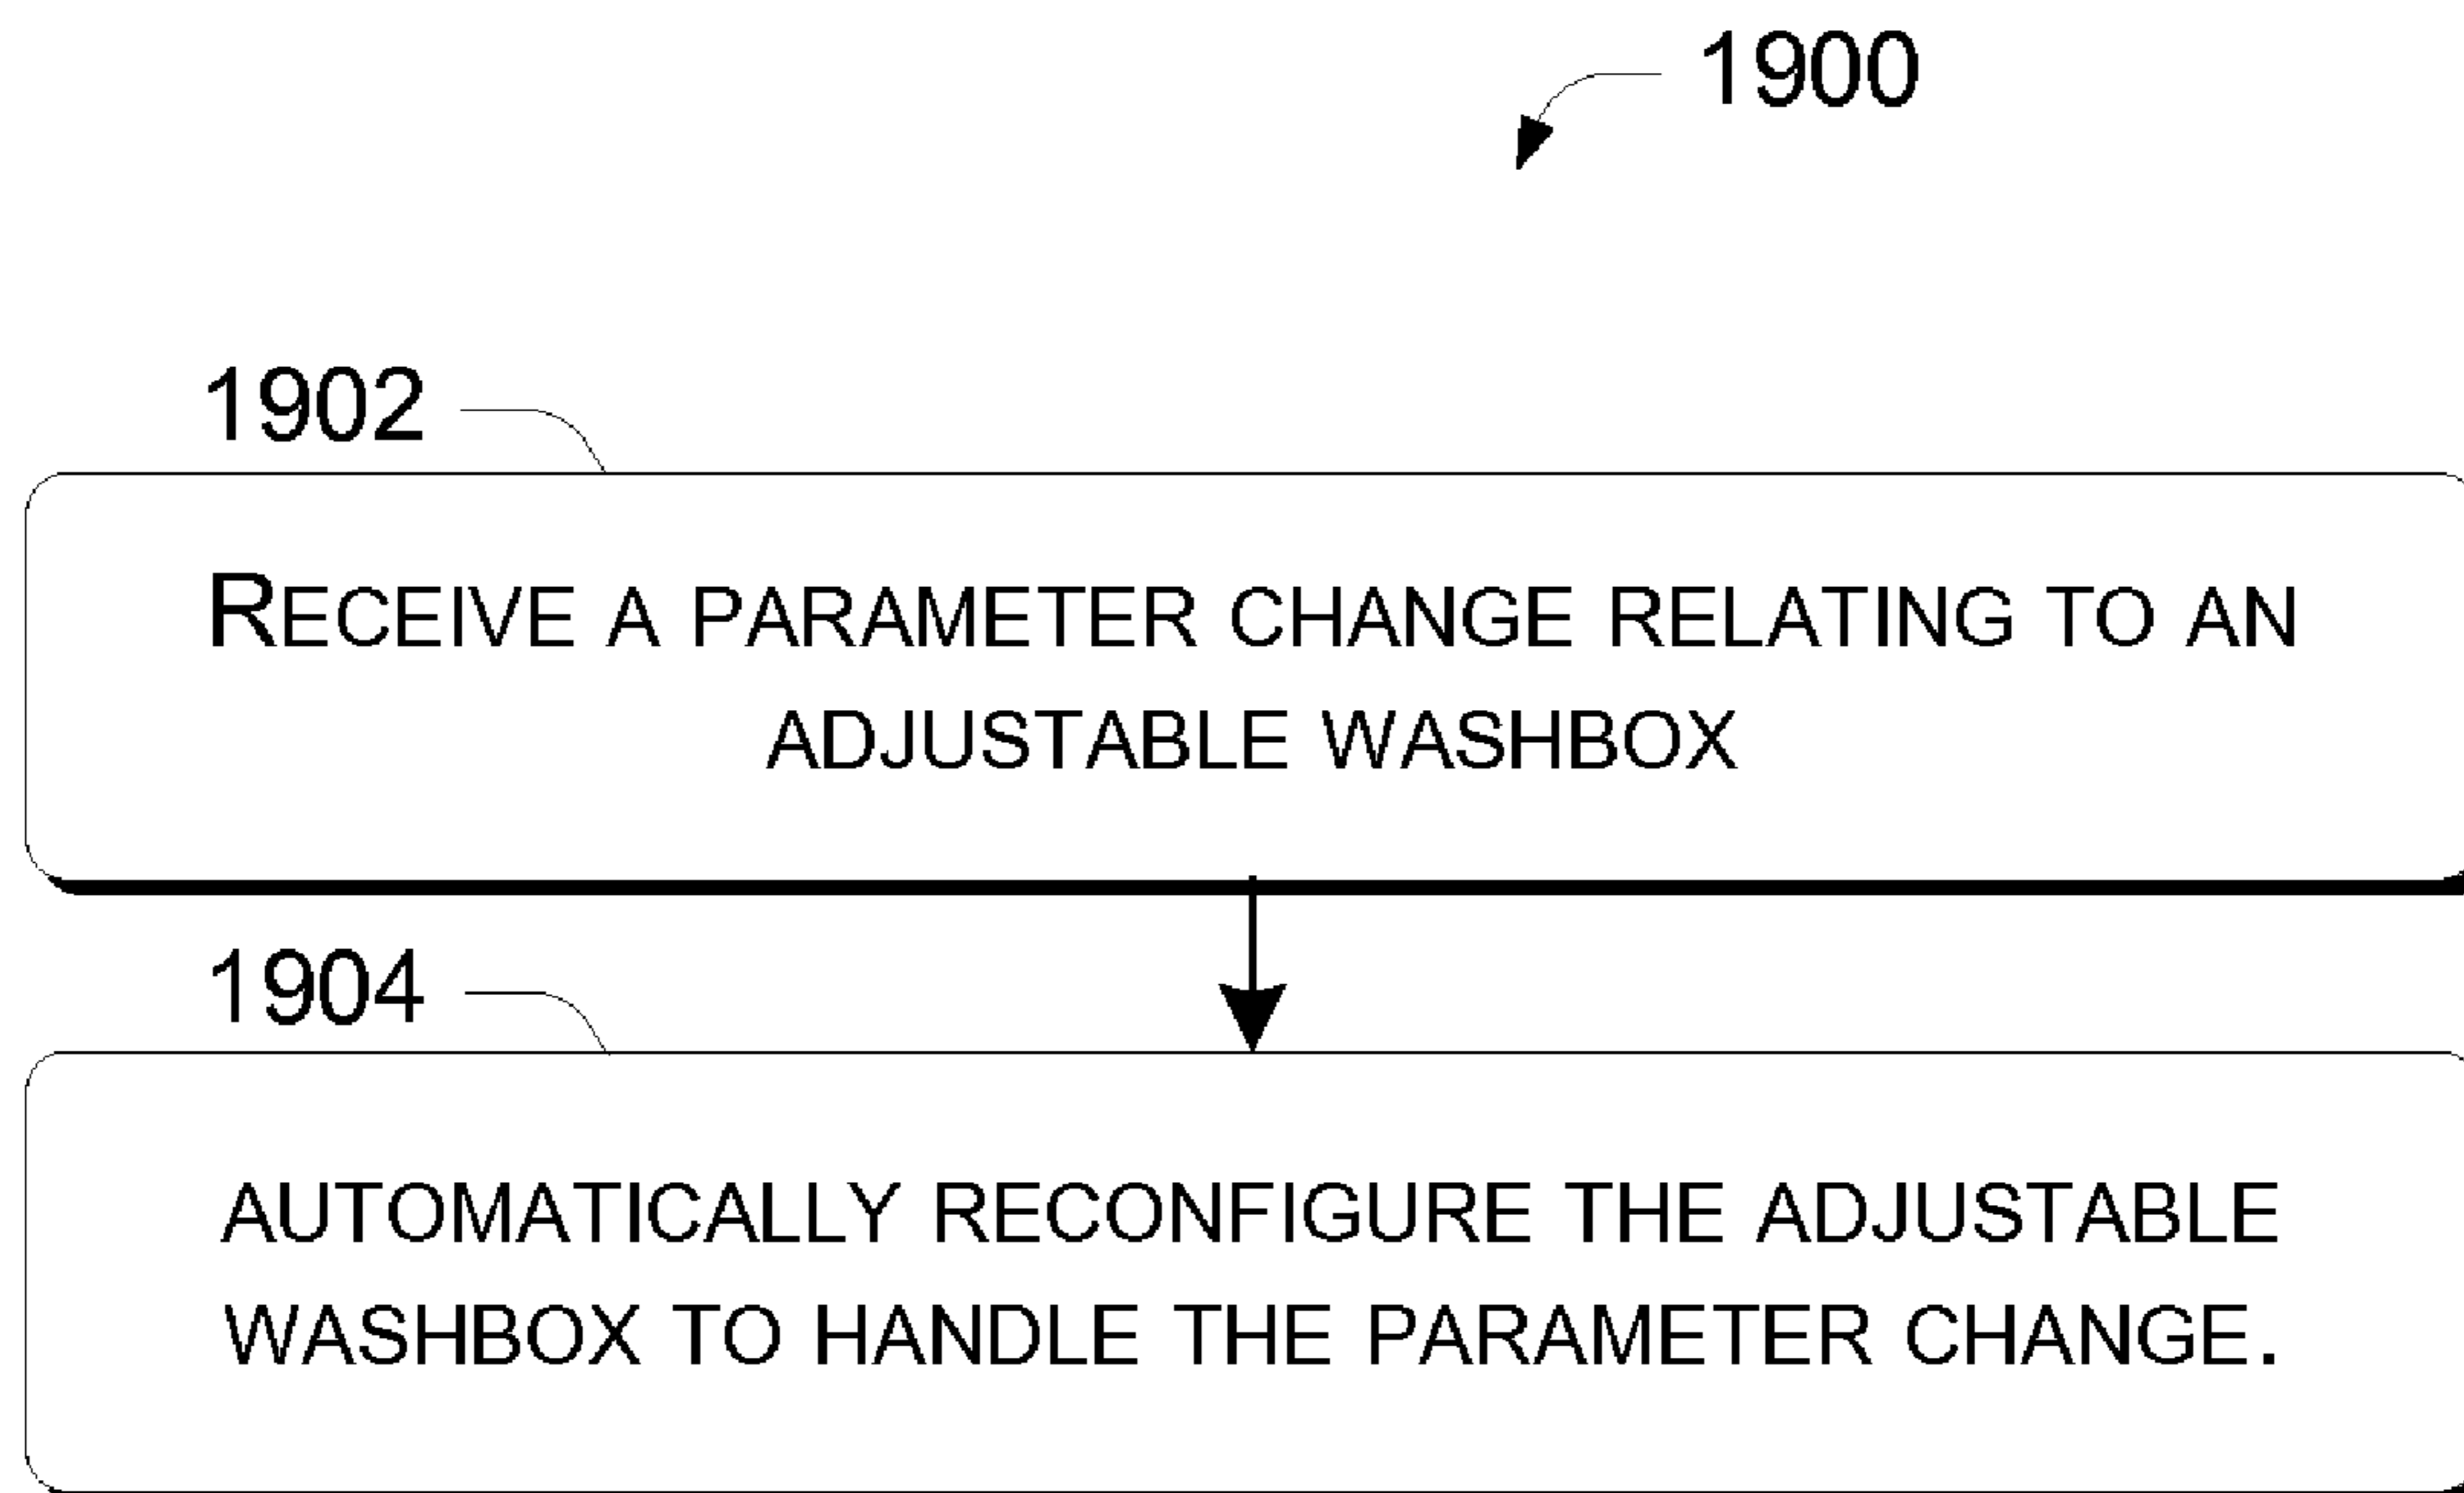 1900
1902
RECEIVE A PARAMETER CHANGE RELATING TO AN
ADJUSTABLE WASHBOX
1904
AUTOMATICALLY RECONFIGURE THE ADJUSTABLE
WASHBOX TO HANDLE THE PARAMETER CHANGE.